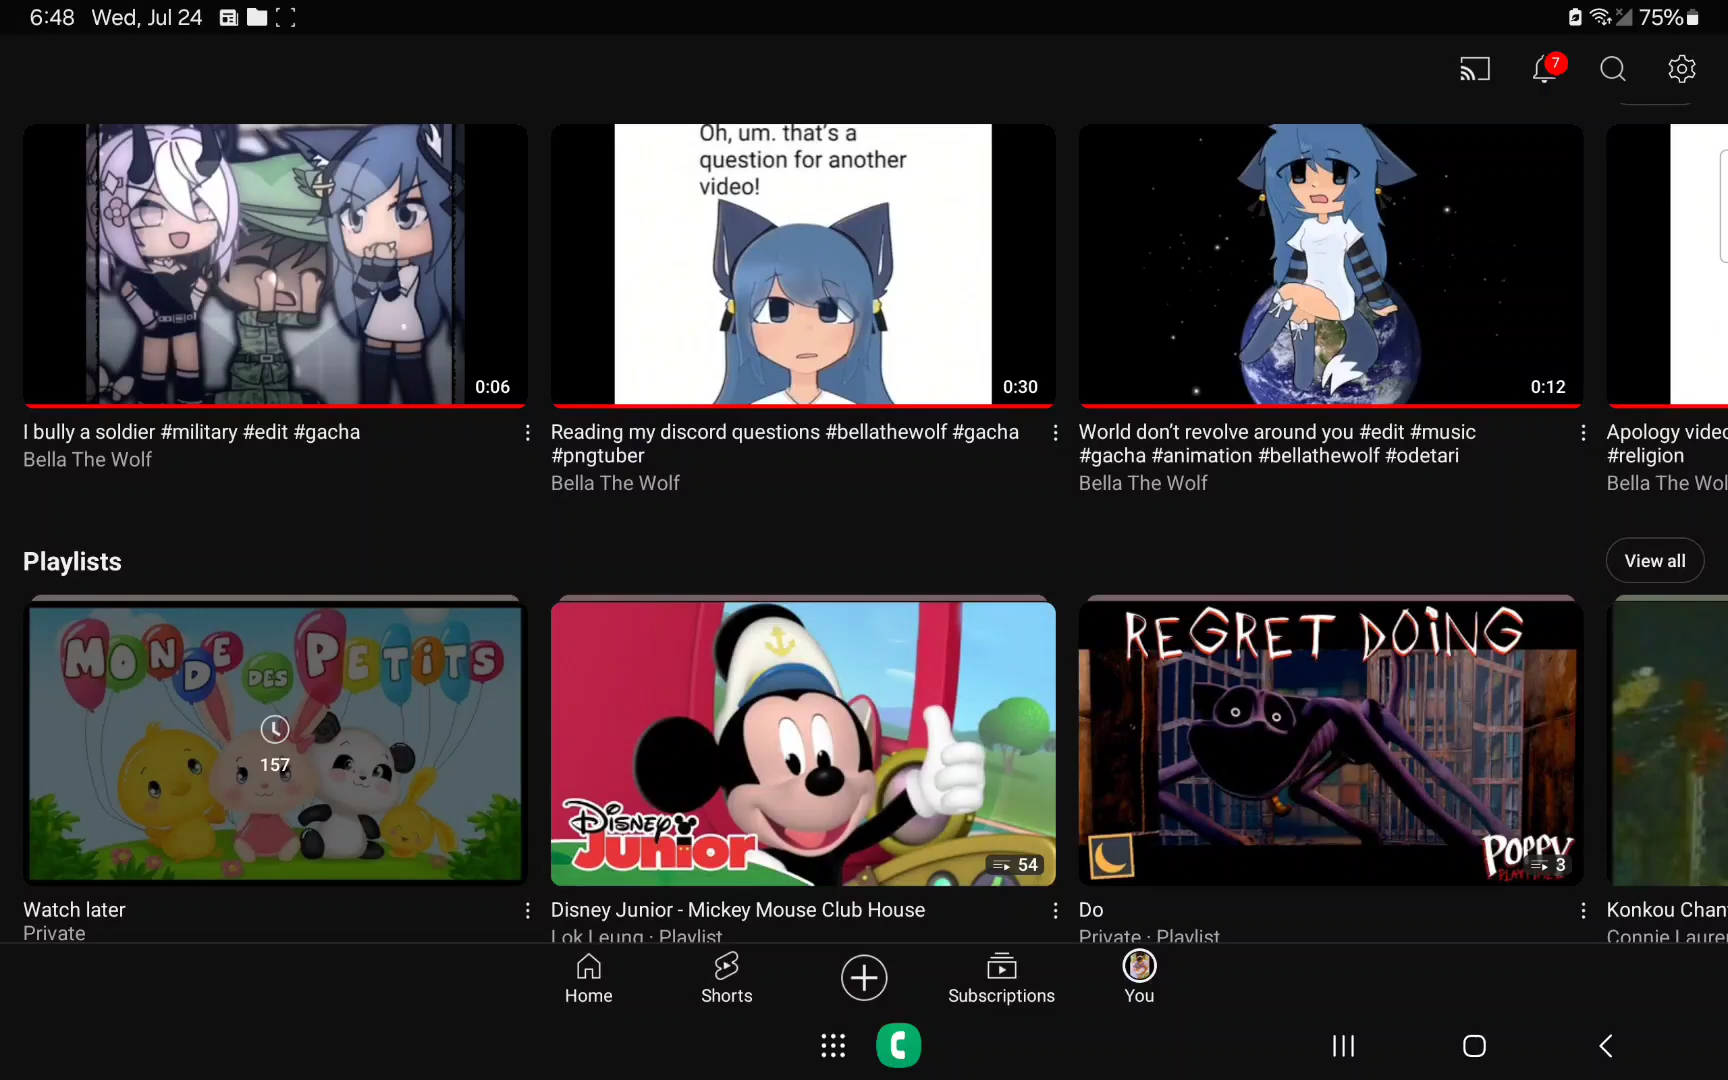 6:48 Wed, Jul 24
75%
7
Oh, um. that's a
question for another
video!
0:06
0:30
0:12
I bully a soldier #military #edit #gacha
Bella The Wolf
Reading my discord questions #bellathewolf #gacha
#pngtuber
Bella The Wolf
World don't revolve around you #edit #music
#gacha #animation #bellathewolf #odetari
Bella The Wolf
Apology video
#religion
Bella The Wol
Playlists
View all
MONDE DES PETITS
157
Disney
Junior
54
REGRET DOING
POPPY
PLAYTIME
3
Watch later
Private
Disney Junior - Mickey Mouse Club House
Lok Leung · Playlist
Do
Private · Playlist
Konkou Chan
Connie Laure
Home
Shorts
Subscriptions
You